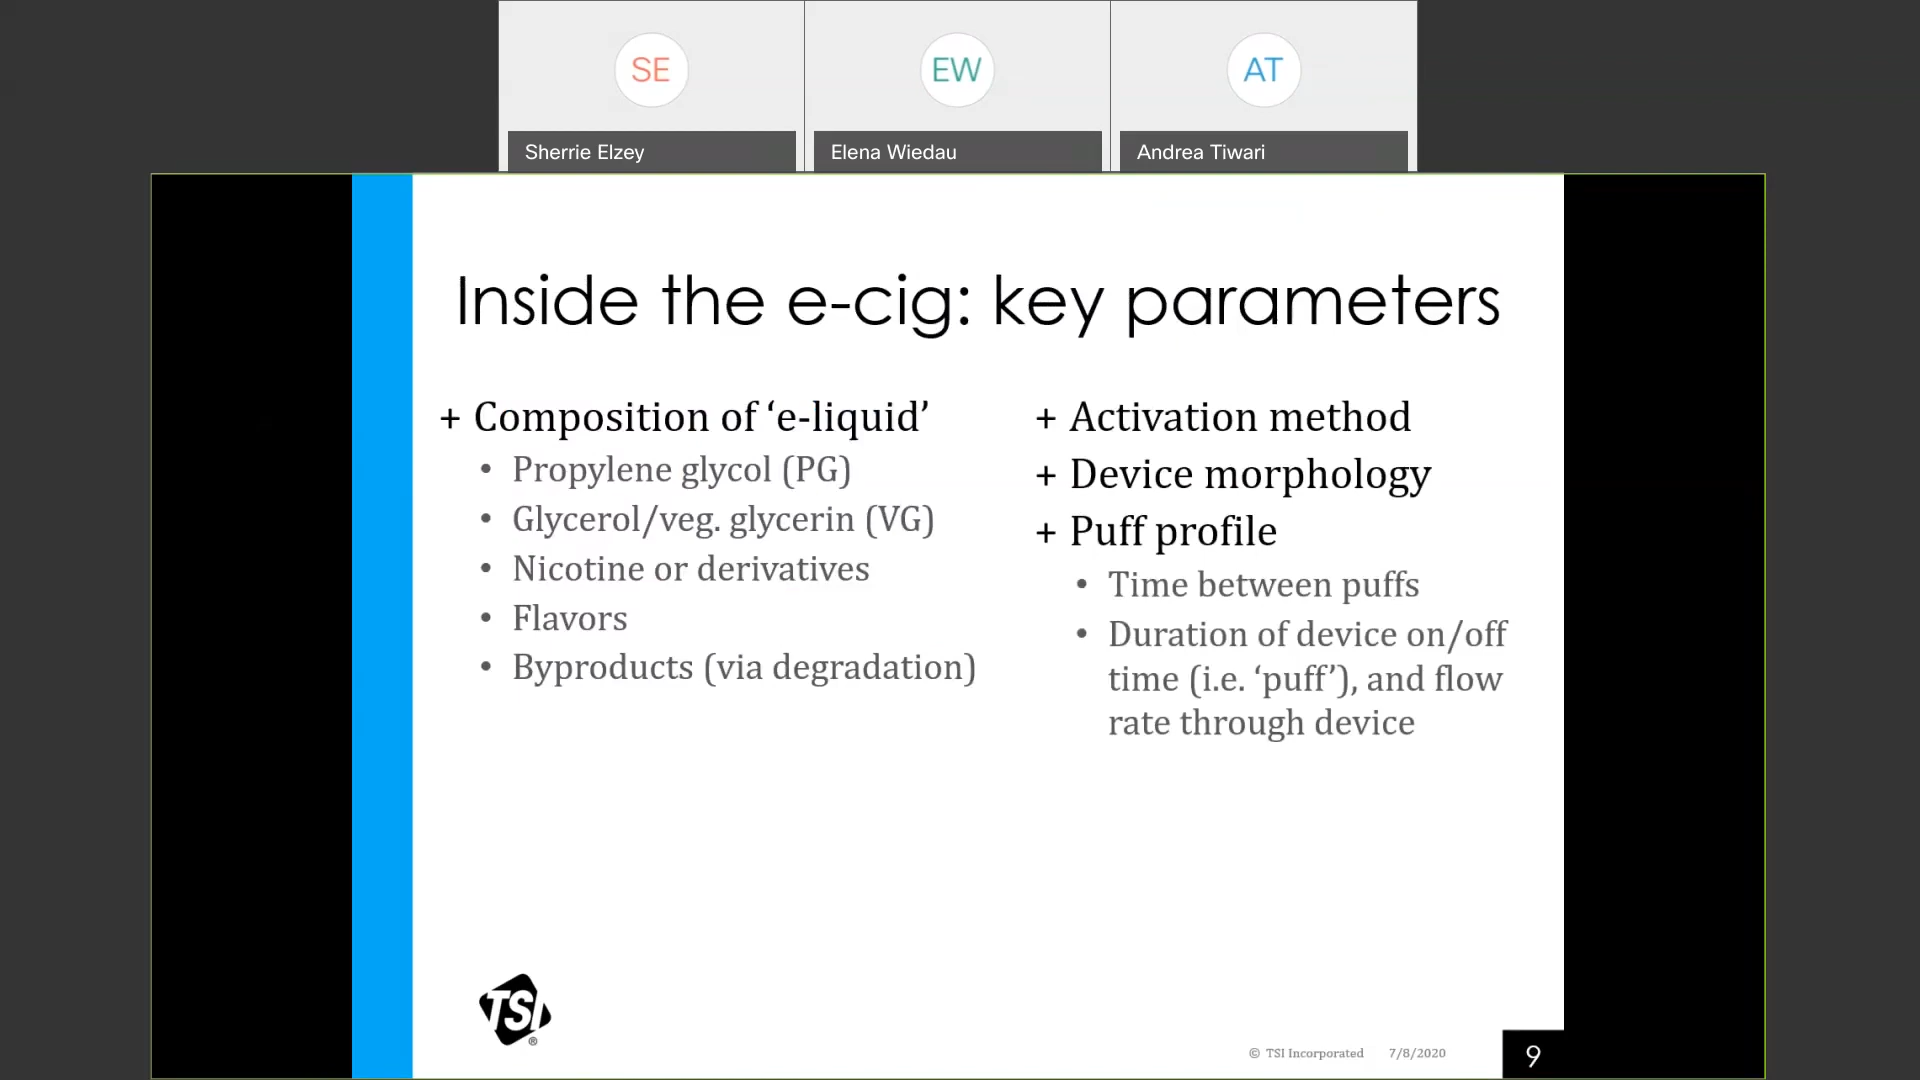 SE
EW
AT
Sherrie Elzey
Elena Wiedau
Andrea Tiwari
Inside the e-cig: key parameters
+ Composition of ‘e-liquid’
• Propylene glycol (PG)
• Glycerol/veg. glycerin (VG)
• Nicotine or derivatives
• Flavors
• Byproducts (via degradation)
+ Activation method
+ Device morphology
+ Puff profile
• Time between puffs
• Duration of device on/off
time (i.e. ‘puff’), and flow
rate through device
TSI®
© TSI Incorporated 7/8/2020
9